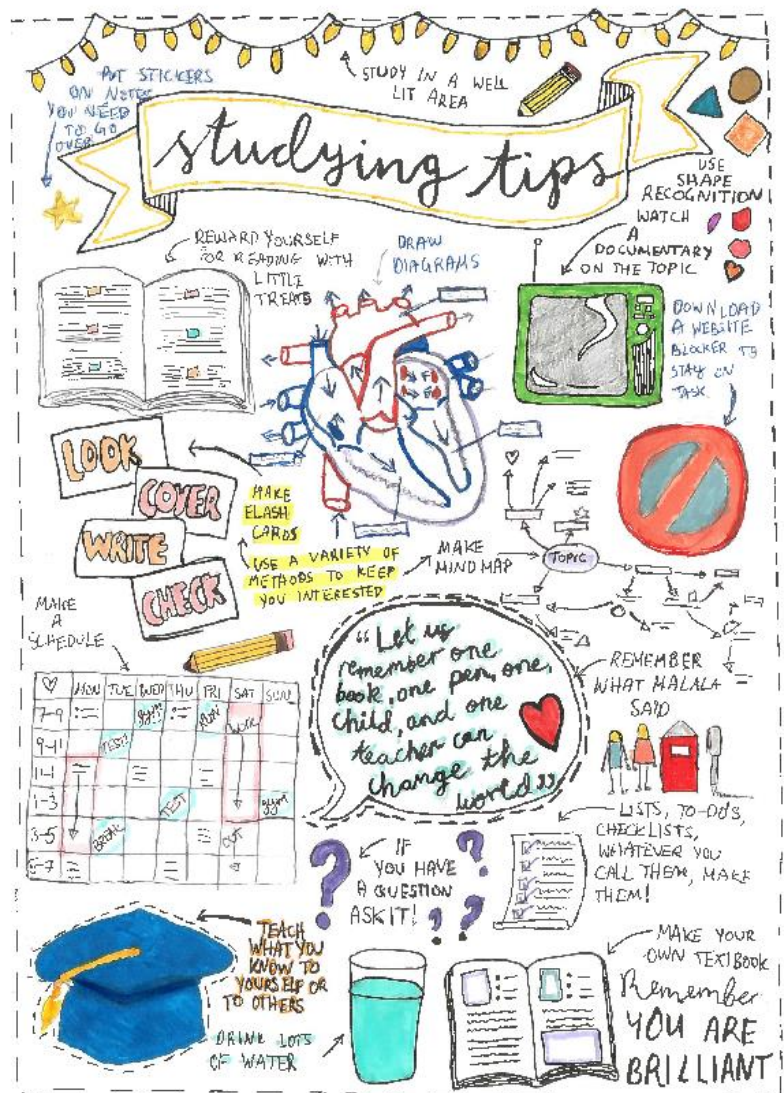 STUDY IN A WELL
LIT AREA
PUT STICKERS
ON NOTES
YOU NEED
TO GO
OVER
studying tips
USE
SHAPE
RECOGNITION
WATCH
A
DOCUMENTARY
ON THE TOPIC
REWARD YOURSELF
FOR READING WITH
LITTLE
TREATS
DRAW
DIAGRAMS
DOWNLOAD
A WEBSITE
BLOCKER TO
STAY ON
TASK
LOOK
COVER
WRITE
CHECK
MAKE
FLASH
CARDS
USE A VARIETY OF
METHODS TO KEEP
YOU INTERESTED
MAKE
MIND MAP
TOPIC
MAKE
A
SCHEDULE
MON TUE WED THU FRI SAT SUN
7-9 gym RUN WORK
9-11 TEST!
11-1
1-3 TEST gym
3-5 BREAK OUT
5-7
"Let us
remember one
book, one pen, one,
child, and one
teacher can
change the
world"
REMEMBER
WHAT MALALA
SAID
LISTS, TO-DO'S,
CHECKLISTS,
WHATEVER YOU
CALL THEM, MAKE
THEM!
IF
YOU HAVE
A QUESTION
ASK IT!
TEACH
WHAT YOU
KNOW TO
YOURSELF OR
TO OTHERS
DRINK LOTS
OF WATER
MAKE YOUR
OWN TEXTBOOK
Remember
YOU ARE
BRILLIANT